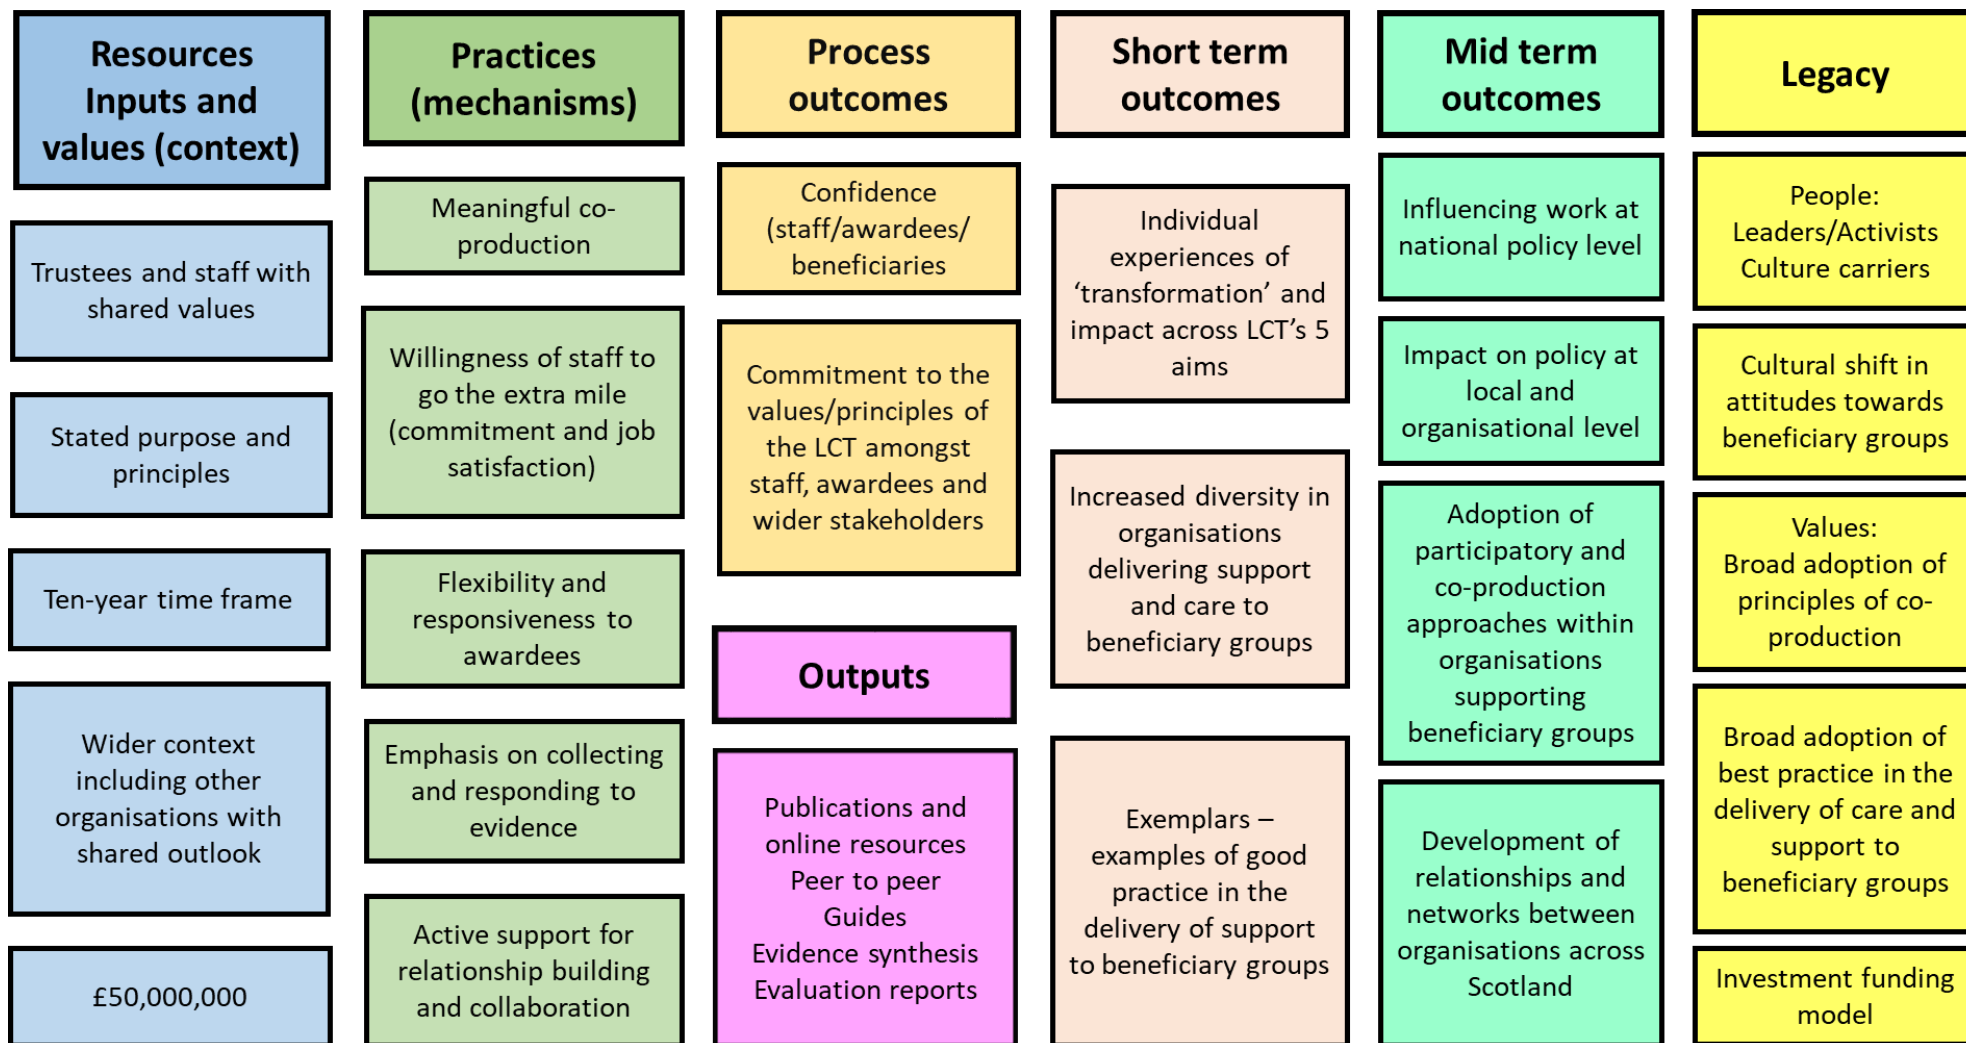 Resources
Inputs and
values (context)
Trustees and staff with
shared values
Stated purpose and
principles
Ten-year time frame
Wider context
including other
organisations with
shared outlook
£50,000,000
Practices
(mechanisms)
Meaningful co-
production
Willingness of staff to
go the extra mile
(commitment and job
satisfaction)
Flexibility and
responsiveness to
awardees
Emphasis on collecting
and responding to
evidence
Active support for
relationship building
and collaboration
Process
outcomes
Confidence
(staff/awardees/
beneficiaries
Commitment to the
values/principles of
the LCT amongst
staff, awardees and
wider stakeholders
Outputs
Publications and
online resources
Peer to peer
Guides
Evidence synthesis
Evaluation reports
Short term
outcomes
Individual
experiences of
‘transformation’ and
impact across LCT’s 5
aims
Increased diversity in
organisations
delivering support
and care to
beneficiary groups
Exemplars –
examples of good
practice in the
delivery of support
to beneficiary groups
Mid term
outcomes
Influencing work at
national policy level
Impact on policy at
local and
organisational level
Adoption of
participatory and
co-production
approaches within
organisations
supporting
beneficiary groups
Development of
relationships and
networks between
organisations across
Scotland
Legacy
People:
Leaders/Activists
Culture carriers
Cultural shift in
attitudes towards
beneficiary groups
Values:
Broad adoption of
principles of co-
production
Broad adoption of
best practice in the
delivery of care and
support to
beneficiary groups
Investment funding
model